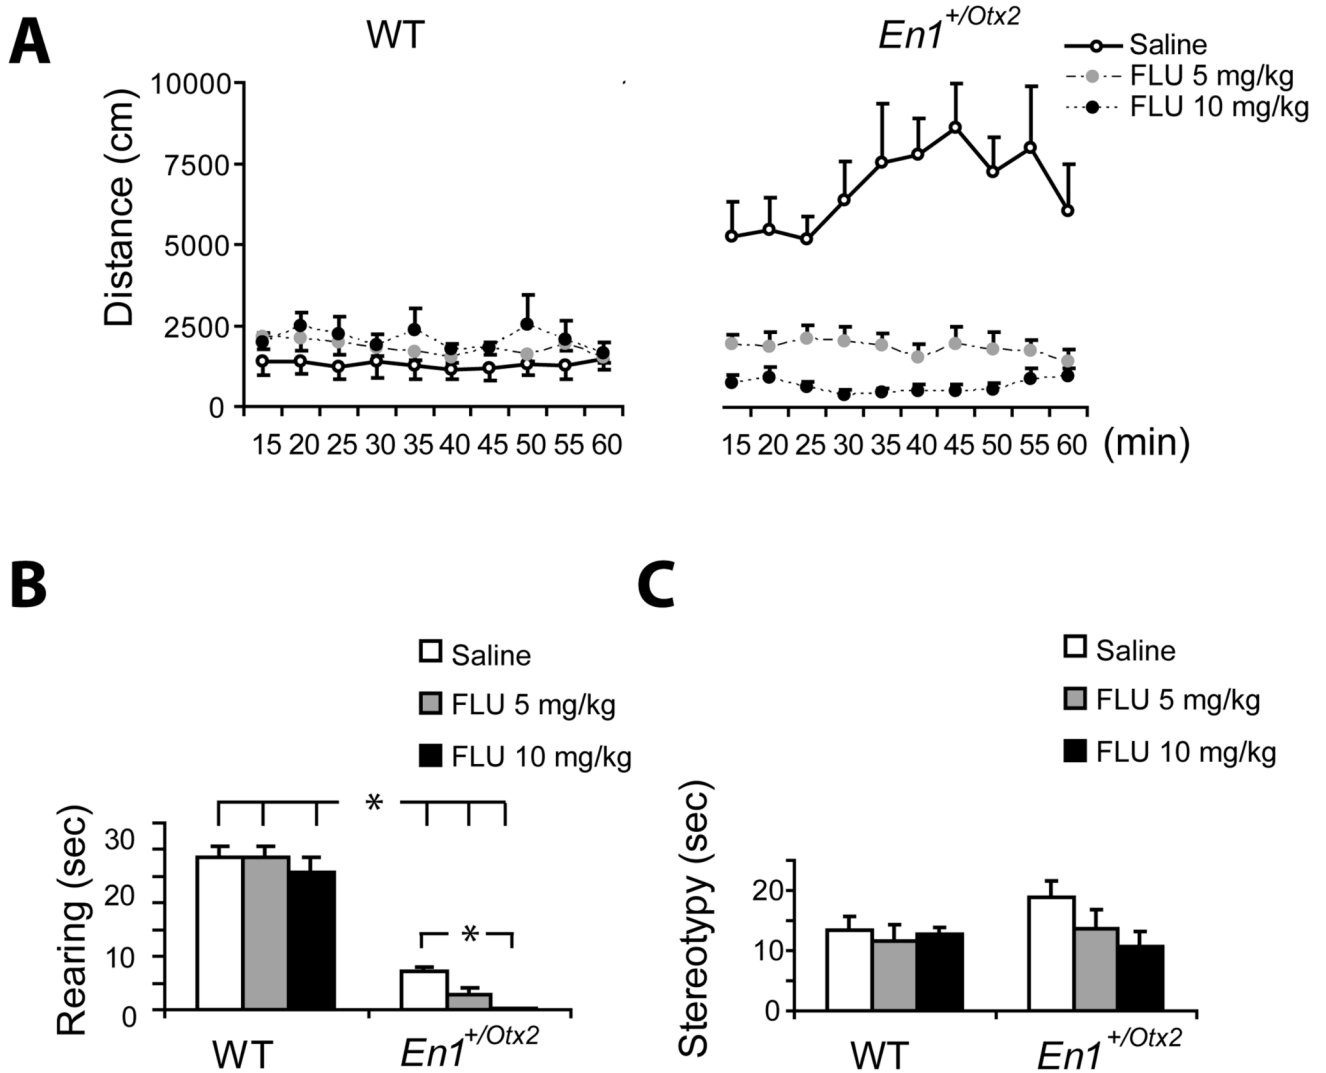 A
WT
En1+/Otx2
Saline
FLU 5 mg/kg
FLU 10 mg/kg
Distance (cm)
10000
7500
5000
2500
0
15 20 25 30 35 40 45 50 55 60
15 20 25 30 35 40 45 50 55 60 (min)
B
Saline
FLU 5 mg/kg
FLU 10 mg/kg
Rearing (sec)
30
20
10
0
*
*
WT
En1+/Otx2
C
Saline
FLU 5 mg/kg
FLU 10 mg/kg
Stereotypy (sec)
20
10
0
WT
En1+/Otx2